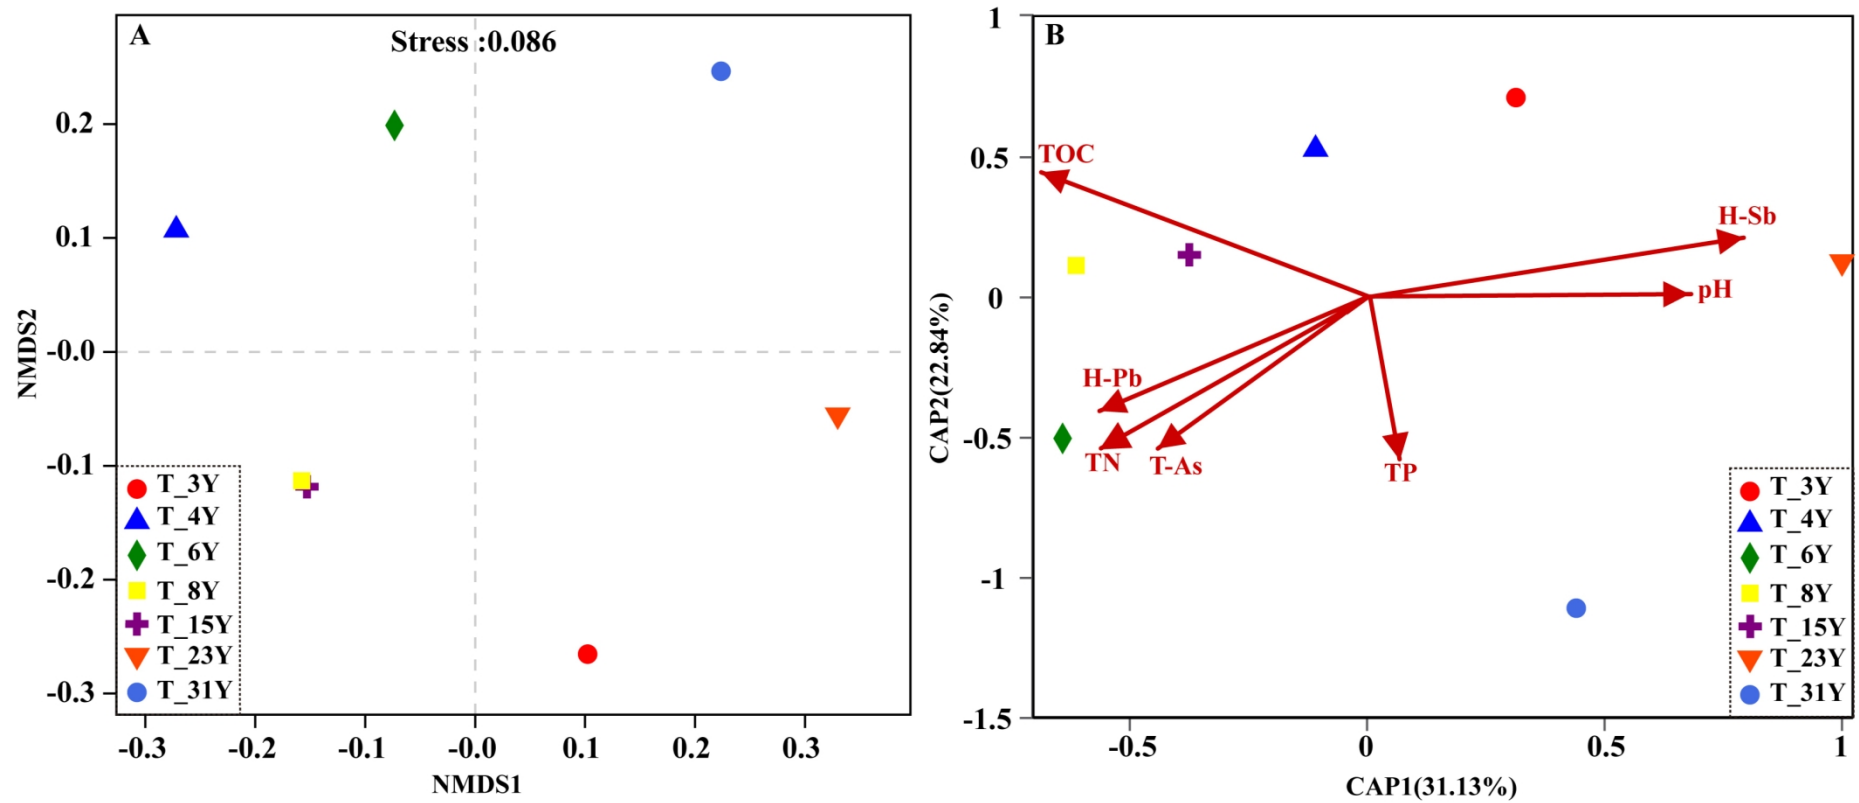 A
Stress :0.086
0.2
0.1
-0.0
-0.1
-0.2
-0.3
NMDS2
-0.3
-0.2
-0.1
-0.0
0.1
0.2
0.3
NMDS1
T_3Y
T_4Y
T_6Y
T_8Y
T_15Y
T_23Y
T_31Y
B
1
0.5
0
-0.5
-1
-1.5
CAP2(22.84%)
-0.5
0
0.5
1
CAP1(31.13%)
TOC
H-Sb
pH
H-Pb
TN
T-As
TP
T_3Y
T_4Y
T_6Y
T_8Y
T_15Y
T_23Y
T_31Y